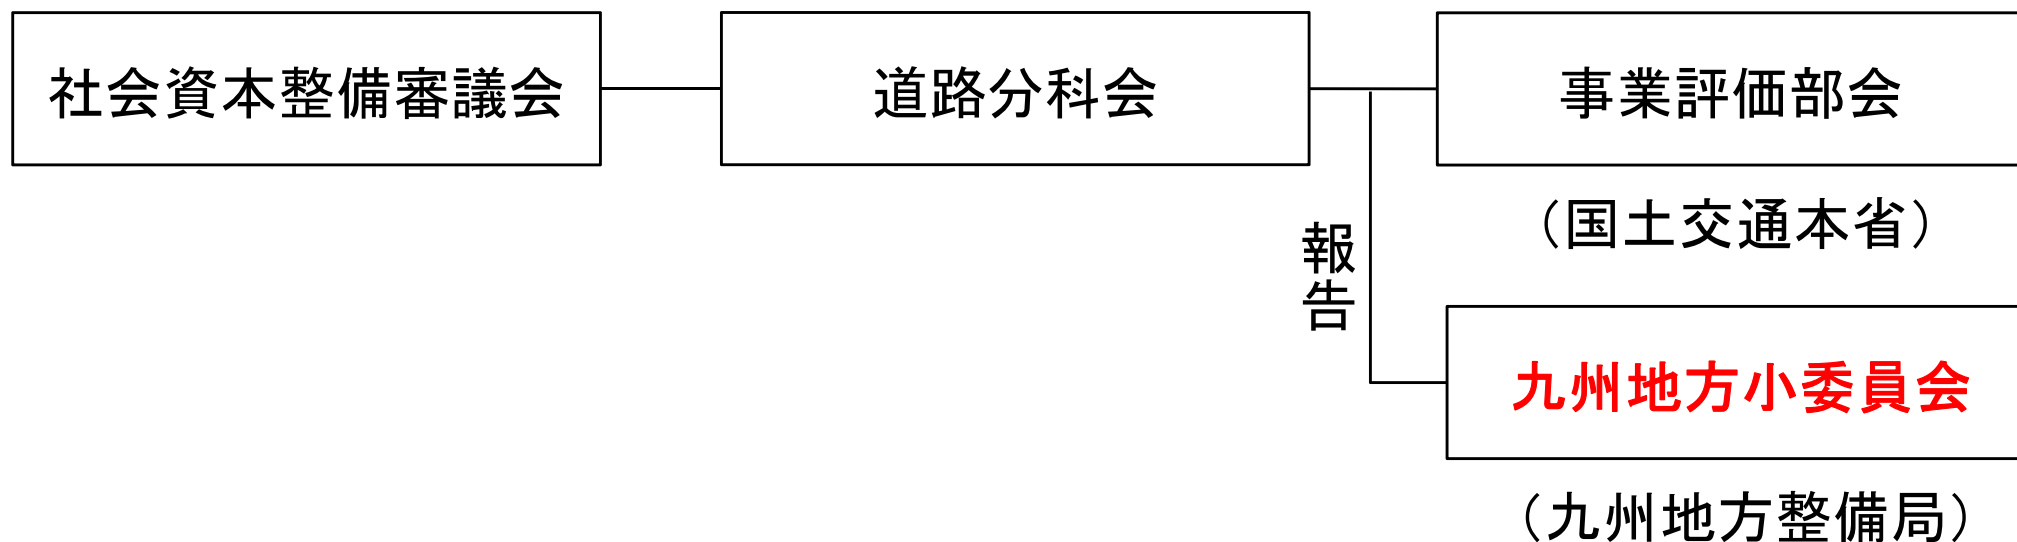 社会資本整備審議会
道路分科会
事業評価部会
（国土交通本省）
報告
九州地方小委員会
（九州地方整備局）